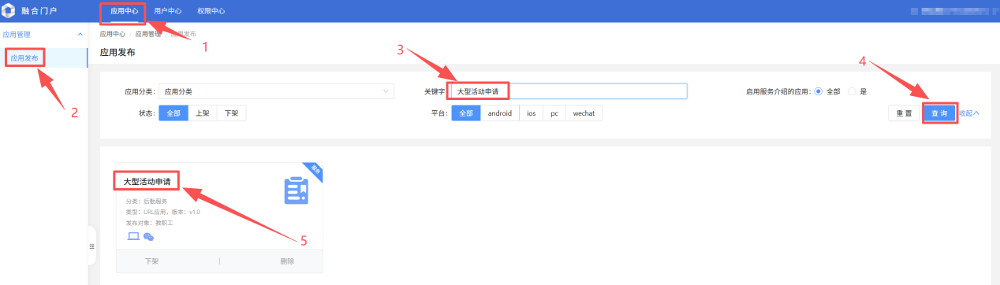 融合门户 应用中心 用户中心 权限中心
应用管理
应用中心 / 应用管理 / 应用发布
1
应用发布
应用发布
2
3
4
应用分类: 应用分类
关键字: 大型活动申请
启用服务介绍的应用: 全部 是
状态: 全部 上架 下架
平台: 全部 android ios pc wechat
重 置 查 询 收起
服务
大型活动申请
分类：后勤服务
类型：URL应用，版本：v1.0
发布对象：教职工
5
下架 | 删除